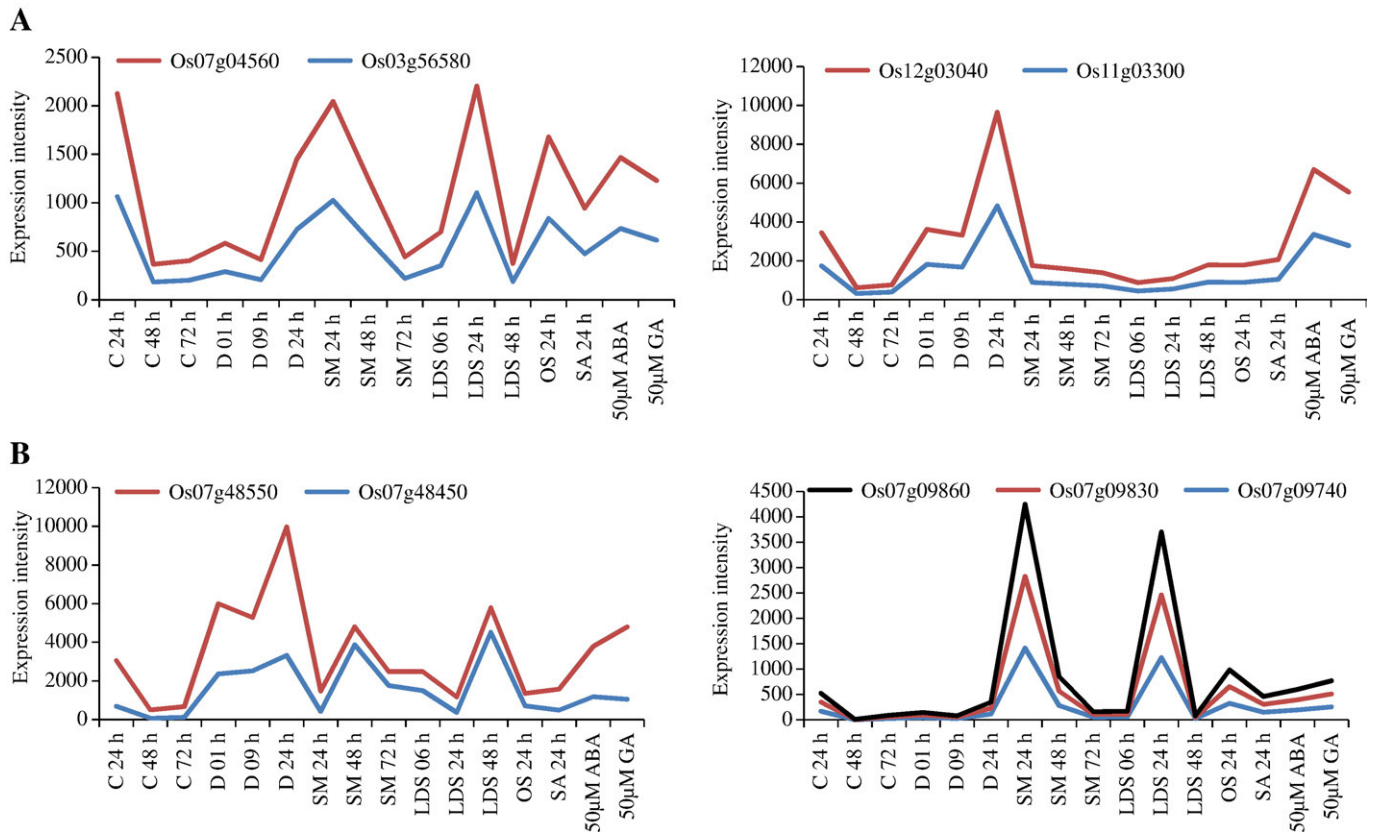 A
Os07g04560 Os03g56580
Expression intensity
2500
2000
1500
1000
500
0
C 24 h
C 48 h
C 72 h
D 01 h
D 09 h
D 24 h
SM 24 h
SM 48 h
SM 72 h
LDS 06 h
LDS 24 h
LDS 48 h
OS 24 h
SA 24 h
50µM ABA
50µM GA
Os12g03040 Os11g03300
Expression intensity
12000
10000
8000
6000
4000
2000
0
C 24 h
C 48 h
C 72 h
D 01 h
D 09 h
D 24 h
SM 24 h
SM 48 h
SM 72 h
LDS 06 h
LDS 24 h
LDS 48 h
OS 24 h
SA 24 h
50µM ABA
50µM GA
B
Os07g48550 Os07g48450
Expression intensity
12000
10000
8000
6000
4000
2000
0
C 24 h
C 48 h
C 72 h
D 01 h
D 09 h
D 24 h
SM 24 h
SM 48 h
SM 72 h
LDS 06 h
LDS 24 h
LDS 48 h
OS 24 h
SA 24 h
50µM ABA
50µM GA
Os07g09860 Os07g09830 Os07g09740
Expression intensity
4500
4000
3500
3000
2500
2000
1500
1000
500
0
C 24 h
C 48 h
C 72 h
D 01 h
D 09 h
D 24 h
SM 24 h
SM 48 h
SM 72 h
LDS 06 h
LDS 24 h
LDS 48 h
OS 24 h
SA 24 h
50µM ABA
50µM GA